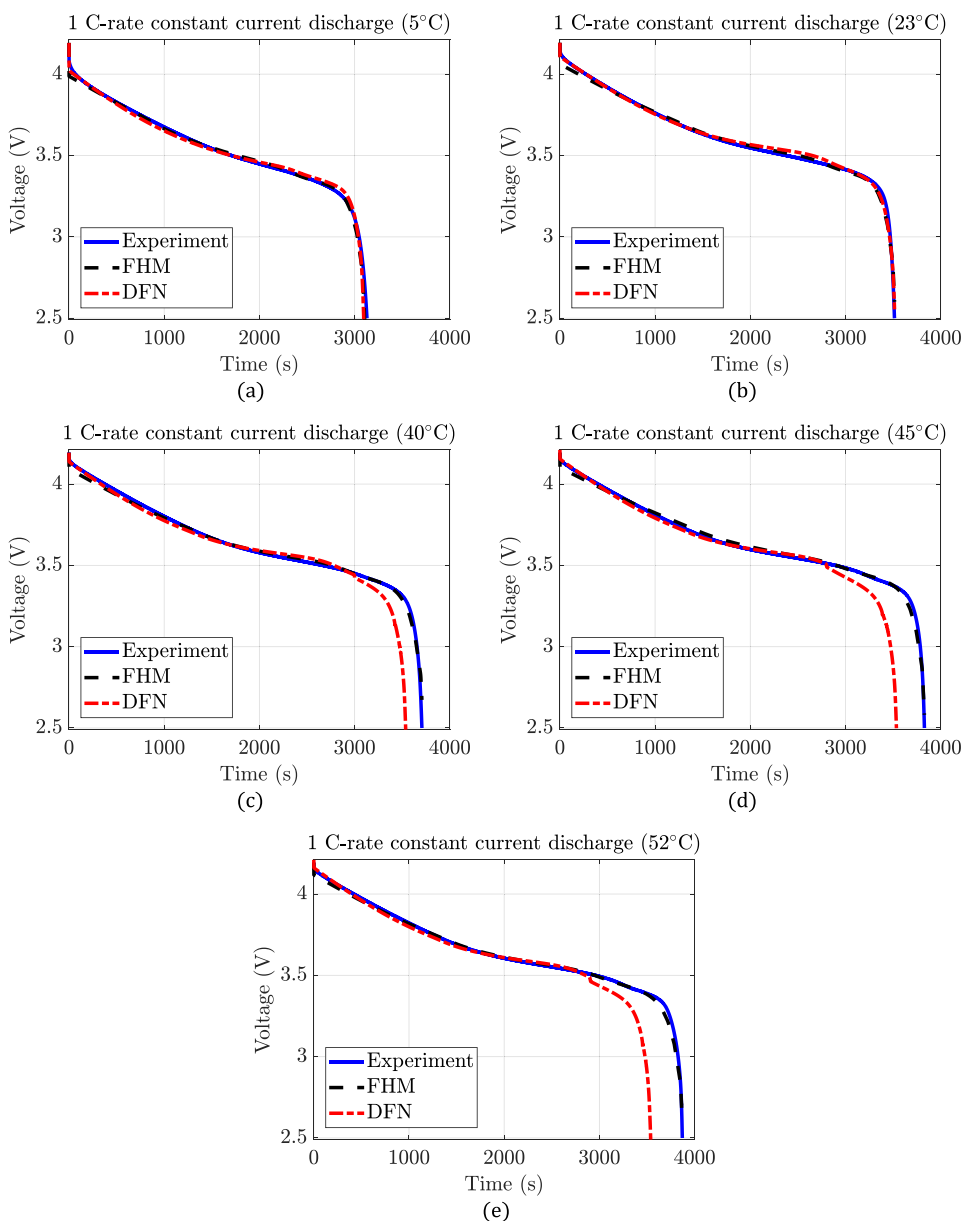 1 C-rate constant current discharge (5°C)
4
3.5
3
2.5
Voltage (V)
Experiment
FHM
DFN
0 1000 2000 3000 4000
Time (s)
(a)
1 C-rate constant current discharge (23°C)
4
3.5
3
2.5
Voltage (V)
Experiment
FHM
DFN
0 1000 2000 3000 4000
Time (s)
(b)
1 C-rate constant current discharge (40°C)
4
3.5
3
2.5
Voltage (V)
Experiment
FHM
DFN
0 1000 2000 3000 4000
Time (s)
(c)
1 C-rate constant current discharge (45°C)
4
3.5
3
2.5
Voltage (V)
Experiment
FHM
DFN
0 1000 2000 3000 4000
Time (s)
(d)
1 C-rate constant current discharge (52°C)
4
3.5
3
2.5
Voltage (V)
Experiment
FHM
DFN
0 1000 2000 3000 4000
Time (s)
(e)